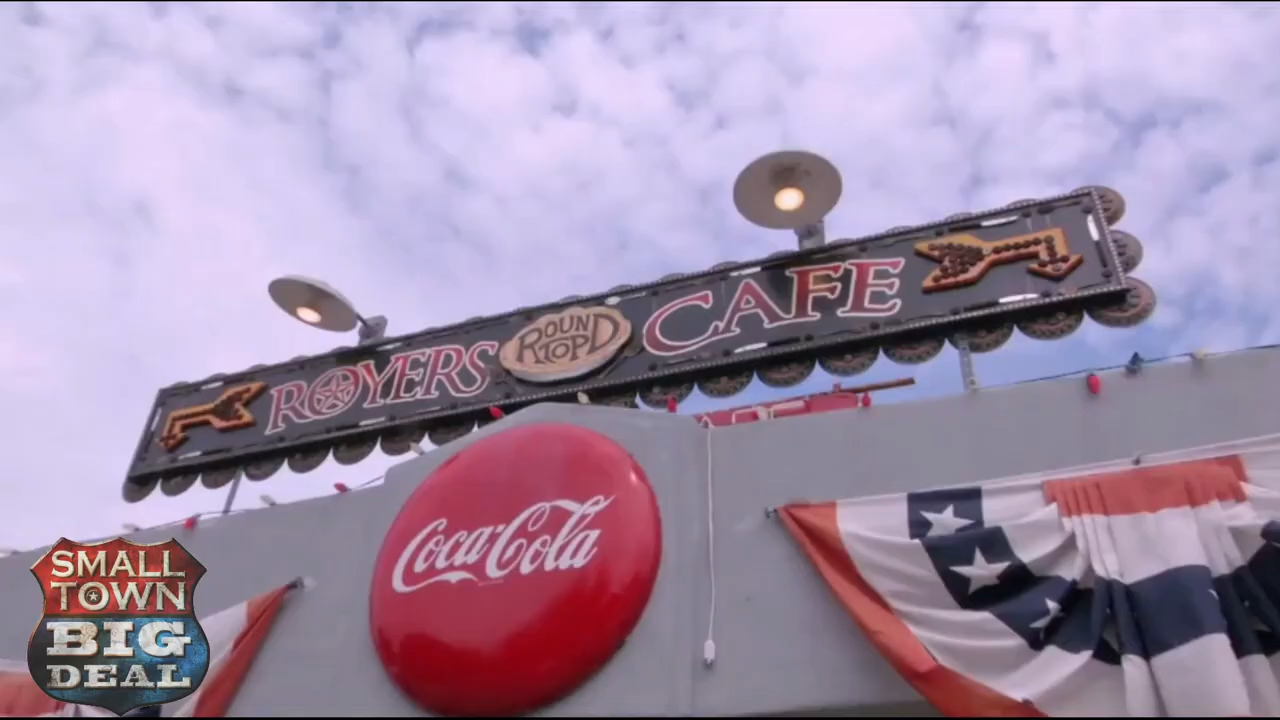 ROYERS ROUND TOP CAFE
Coca-Cola
SMALL
TOWN
BIG
DEAL